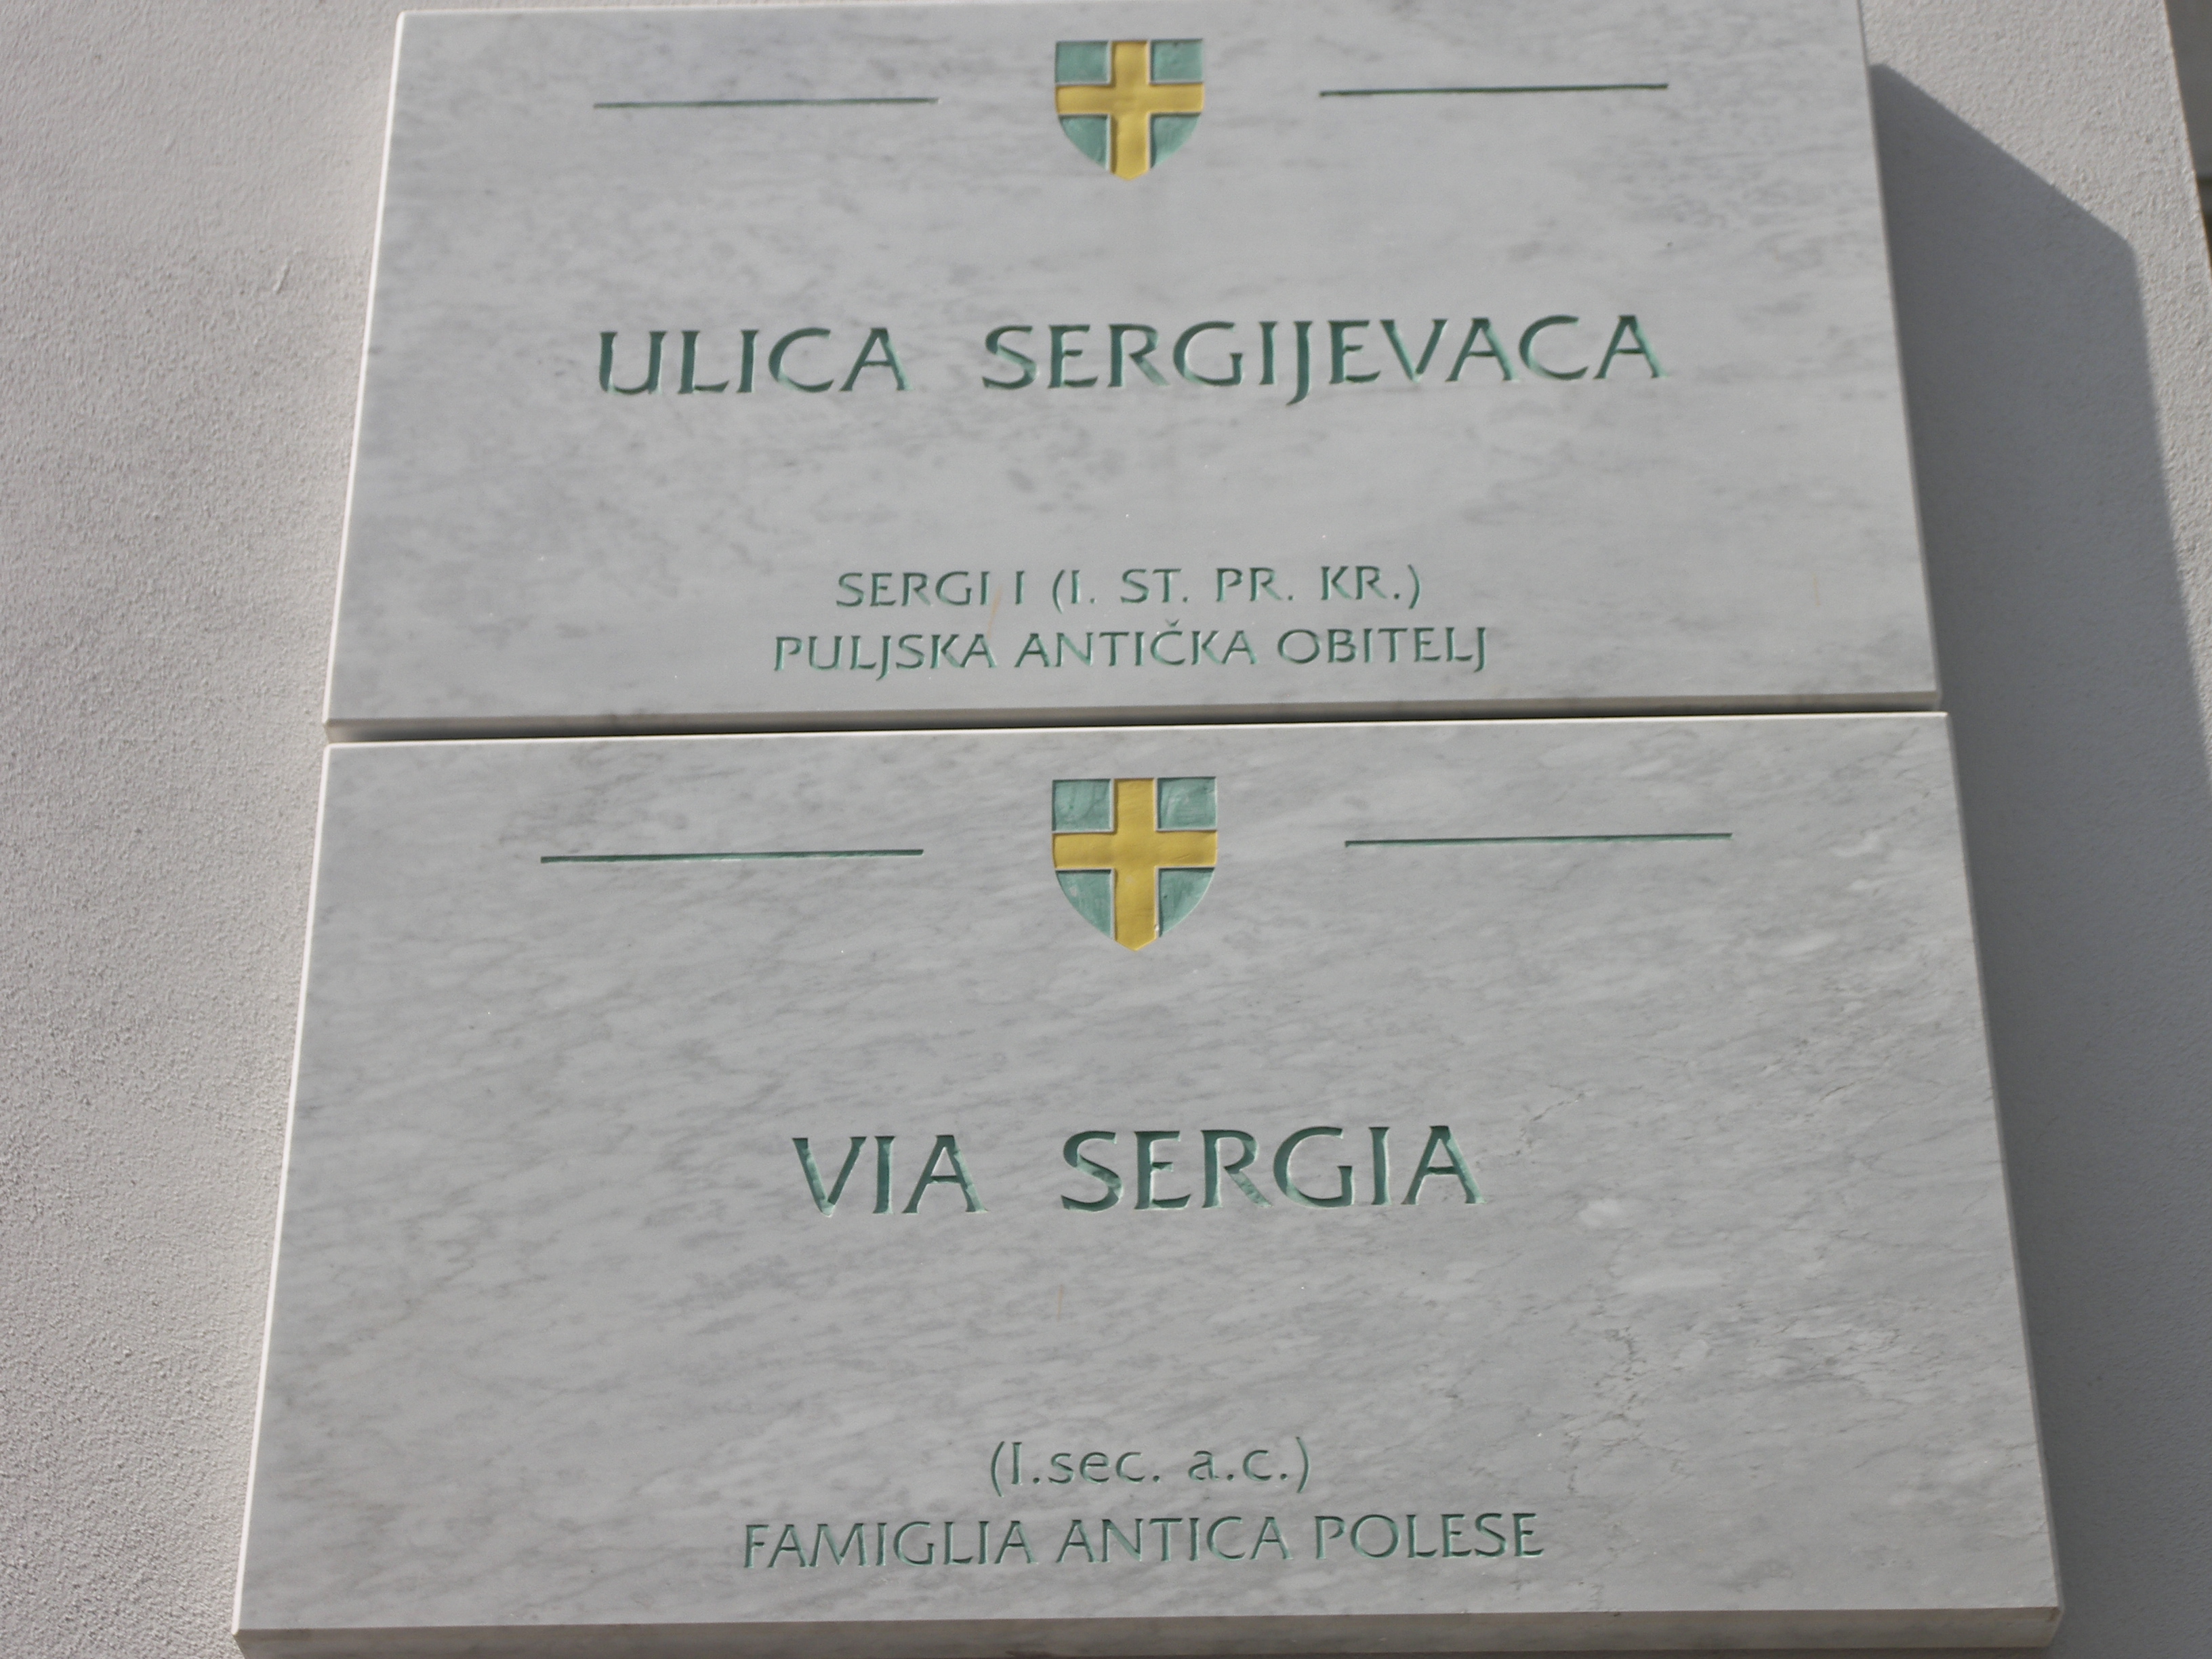 ULICA SERGIJEVACA
SERGI I (I. ST. PR. KR.)
PULJSKA ANTIČKA OBITELJ
VIA SERGIA
(I.sec. a.c.)
FAMIGLIA ANTICA POLESE